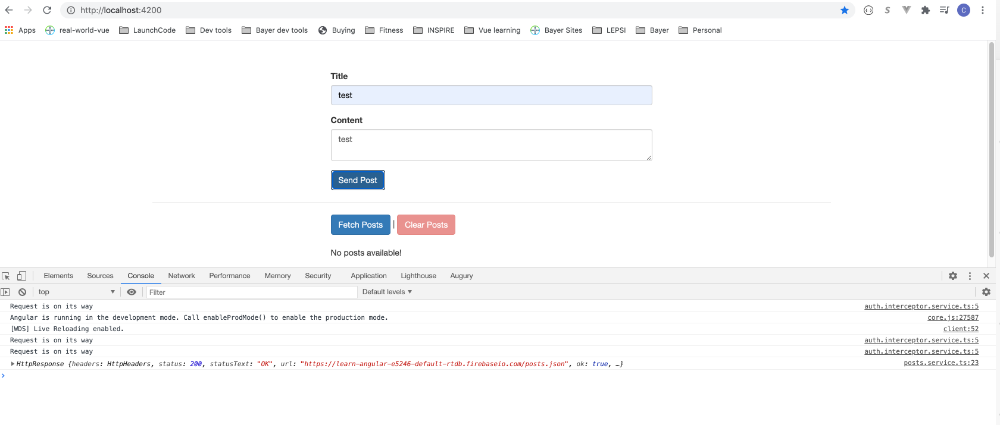 http://localhost:4200
C
Apps real-world-vue LaunchCode Dev tools Bayer dev tools Buying Fitness INSPIRE Vue learning Bayer Sites LEPSI Bayer Personal
Title
test
Content
test
Send Post
Fetch Posts | Clear Posts
No posts available!
Elements Sources Console Network Performance Memory Security Application Lighthouse Augury
top Filter Default levels
Request is on its way auth.interceptor.service.ts:5
Angular is running in the development mode. Call enableProdMode() to enable the production mode. core.js:27587
[WDS] Live Reloading enabled. client:52
Request is on its way auth.interceptor.service.ts:5
Request is on its way auth.interceptor.service.ts:5
HttpResponse {headers: HttpHeaders, status: 200, statusText: "OK", url: "https://learn-angular-e5246-default-rtdb.firebaseio.com/posts.json", ok: true, …} posts.service.ts:23